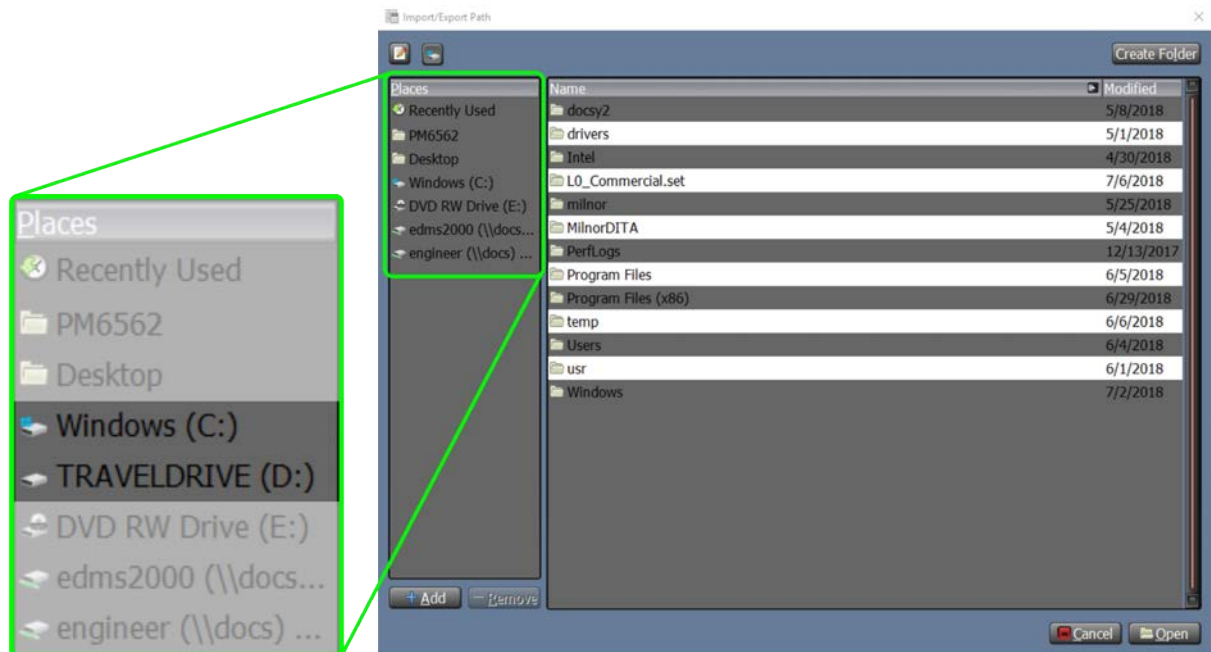 Import/Export Path
Create Folder
Places
Recently Used
PM6562
Desktop
Windows (C:)
DVD RW Drive (E:)
edms2000 (\\docs...
engineer (\\docs) ...
Name Modified
docsy2 5/8/2018
drivers 5/1/2018
Intel 4/30/2018
L0_Commercial.set 7/6/2018
milnor 5/25/2018
MilnorDITA 5/4/2018
PerfLogs 12/13/2017
Program Files 6/5/2018
Program Files (x86) 6/29/2018
temp 6/6/2018
Users 6/4/2018
usr 6/1/2018
Windows 7/2/2018
Add Remove
Cancel Open
Places
Recently Used
PM6562
Desktop
Windows (C:)
TRAVELDRIVE (D:)
DVD RW Drive (E:)
edms2000 (\\docs...
engineer (\\docs) ...